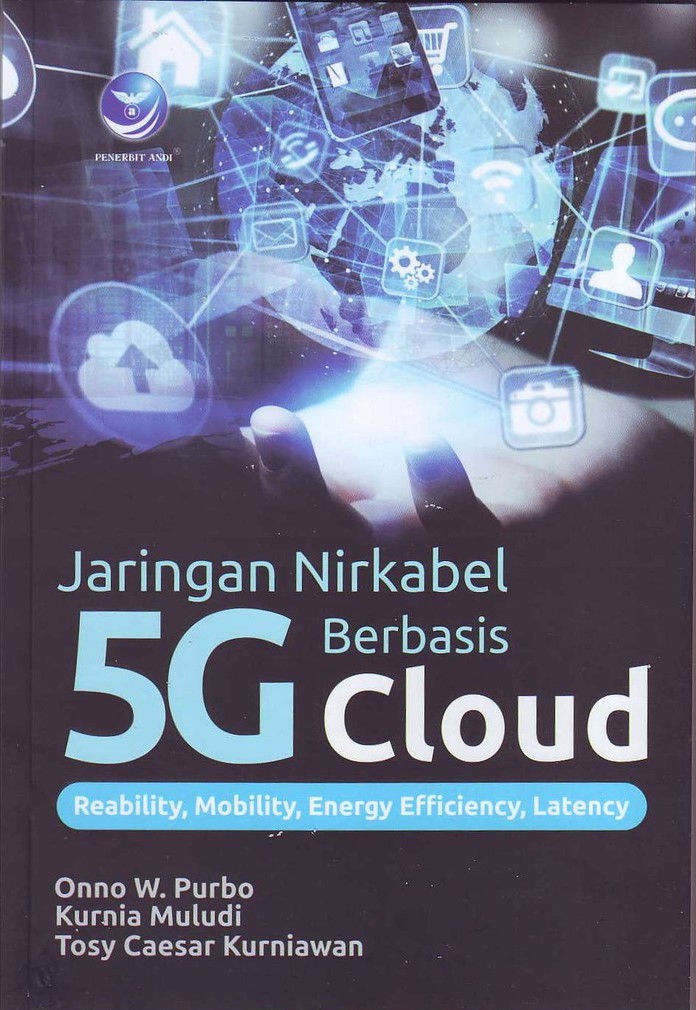 PENERBIT ANDI®
Jaringan Nirkabel
5G Berbasis
Cloud
Reability, Mobility, Energy Efficiency, Latency
Onno W. Purbo
Kurnia Muludi
Tosy Caesar Kurniawan